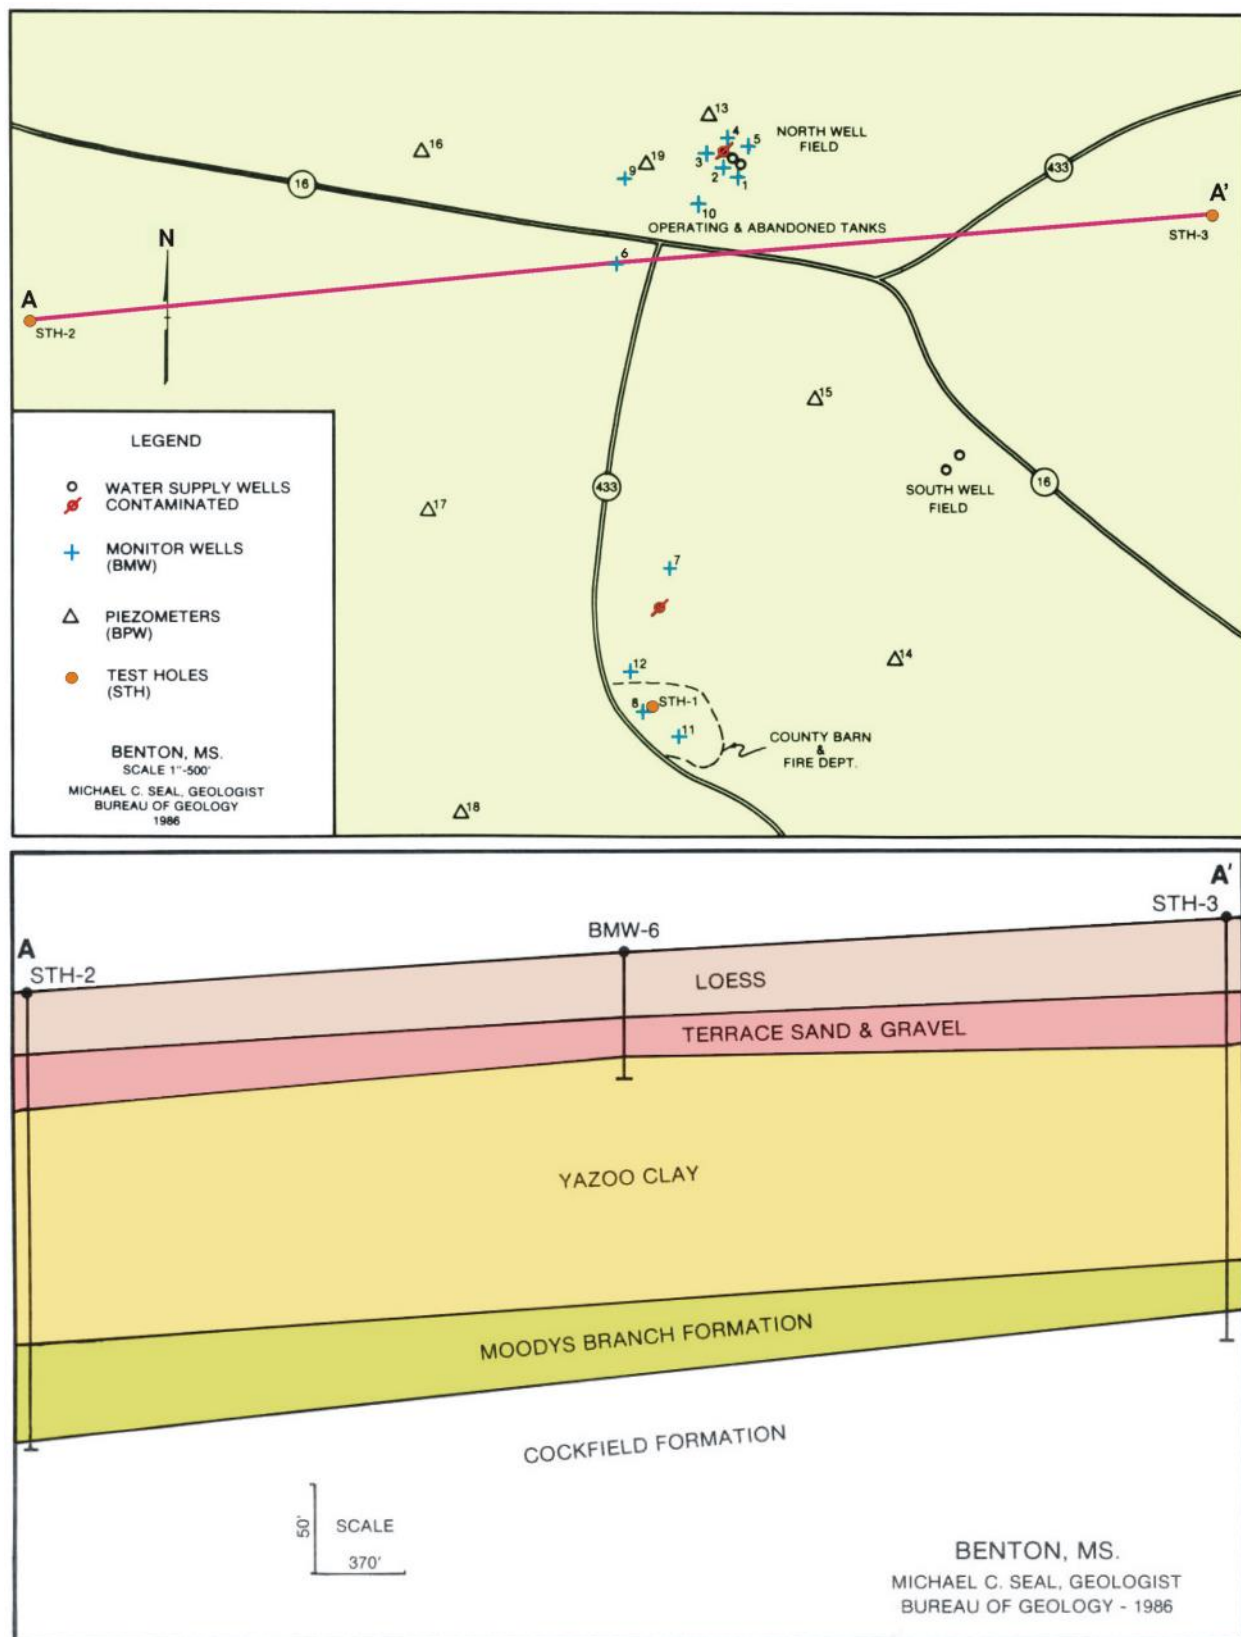 13
4
5
NORTH WELL
FIELD
16
3
19
2
1
9
433
16
10
A'
OPERATING & ABANDONED TANKS
STH-3
N
6
A
STH-2
15
LEGEND
WATER SUPPLY WELLS
CONTAMINATED
433
16
SOUTH WELL
FIELD
17
MONITOR WELLS
(BMW)
7
PIEZOMETERS
(BPW)
14
12
TEST HOLES
(STH)
8
STH-1
11
COUNTY BARN
&
FIRE DEPT.
BENTON, MS.
SCALE 1"-500'
MICHAEL C. SEAL, GEOLOGIST
BUREAU OF GEOLOGY
1986
18
A'
STH-3
BMW-6
A
STH-2
LOESS
TERRACE SAND & GRAVEL
YAZOO CLAY
MOODYS BRANCH FORMATION
COCKFIELD FORMATION
50'
SCALE
370'
BENTON, MS.
MICHAEL C. SEAL, GEOLOGIST
BUREAU OF GEOLOGY - 1986